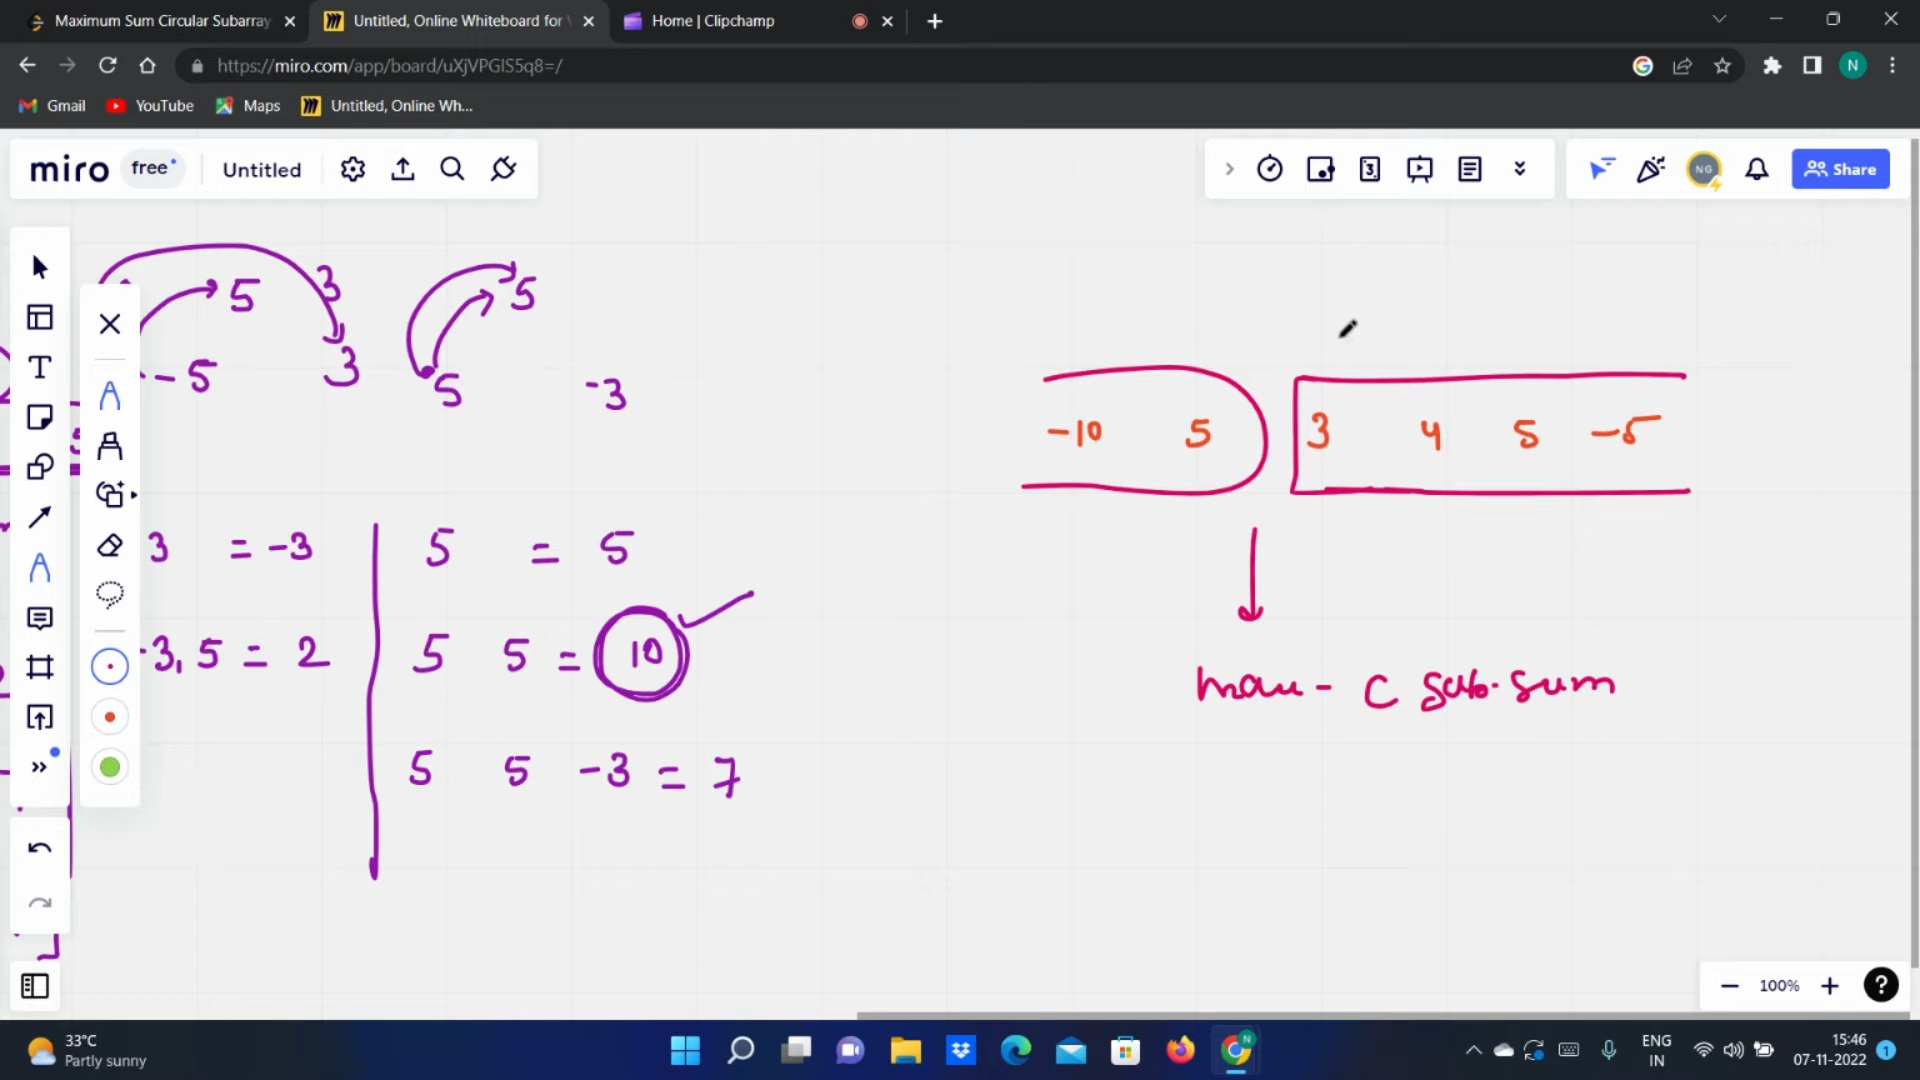 Maximum Sum Circular Subarray
Untitled, Online Whiteboard for
Home | Clipchamp
https://miro.com/app/board/uXjVPGIS5q8=/
N
Gmail
YouTube
Maps
Untitled, Online Wh...
miro
free
Untitled
NG
Share
5 3 5
-5 3 5 -3
-10 5 3 4 5 -5
3 = -3 5 = 5
-3, 5 = 2 5 5 = 10
max - C sub-sum
5 5 -3 = 7
100%
33°C
Partly sunny
ENG
IN
15:46
07-11-2022
1